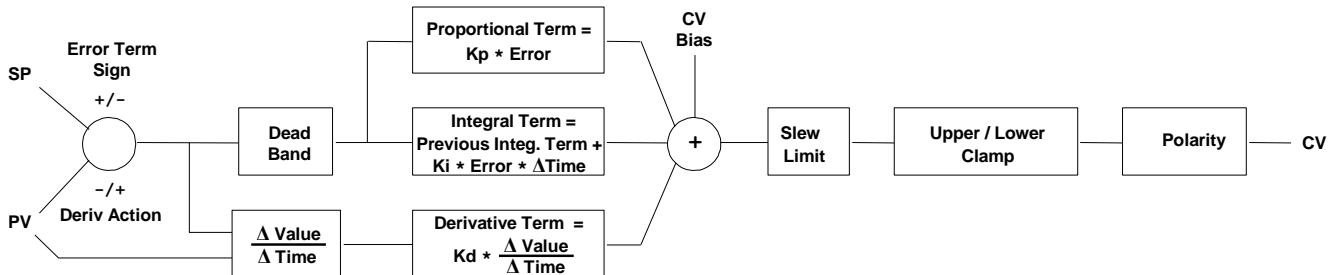 SP
Error Term
Sign
+/−
−/+
Deriv Action
PV
Dead
Band
Δ Value
Δ Time
Proportional Term =
Kp * Error
Integral Term =
Previous Integ. Term +
Ki * Error * ΔTime
Derivative Term =
Kd * Δ Value
Δ Time
CV
Bias
+
Slew
Limit
Upper / Lower
Clamp
Polarity
CV